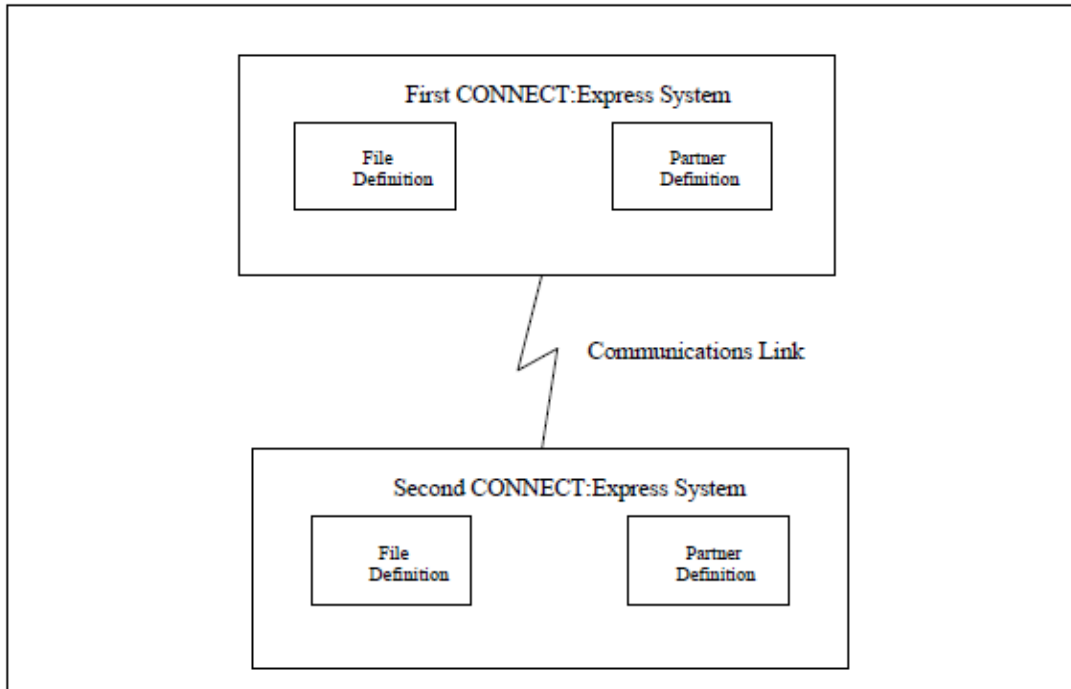 First CONNECT:Express System
File
Definition
Partner
Definition
Communications Link
Second CONNECT:Express System
File
Definition
Partner
Definition